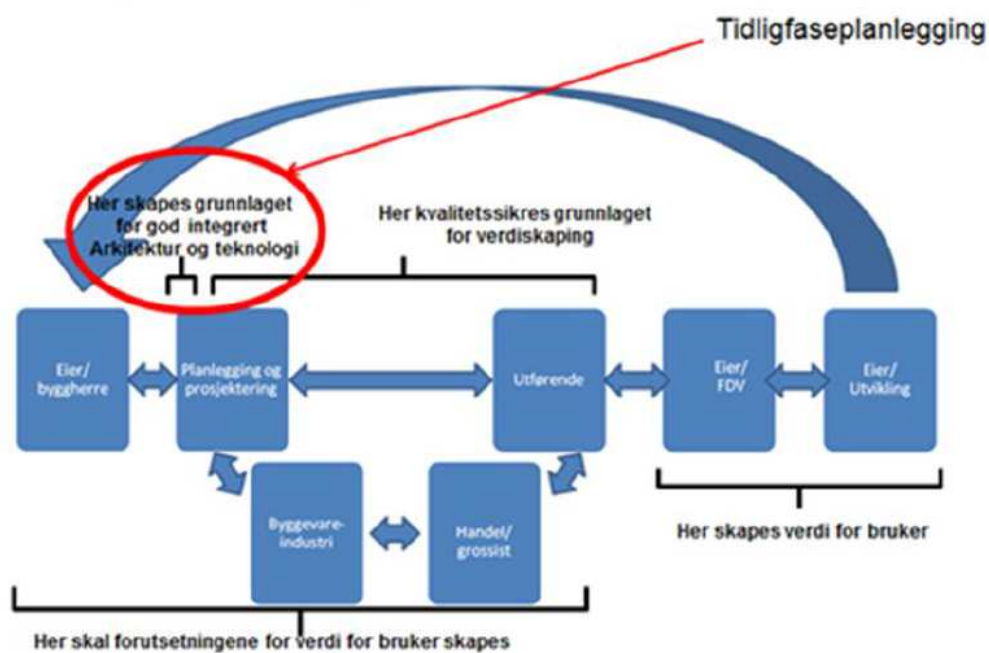 Tidligfaseplanlegging
Her skapes grunnlaget
før god integrert
Arkitektur og teknologi
Her kvalitetssikres grunnlaget
for verdiskaping
Eier/
byggherre
Planlegging og
prosjektering
Utførende
Eier/
FDV
Eier/
Utvikling
Byggevare-
industri
Handel/
grossist
Her skapes verdi for bruker
Her skal forutsetningene for verdi for bruker skapes